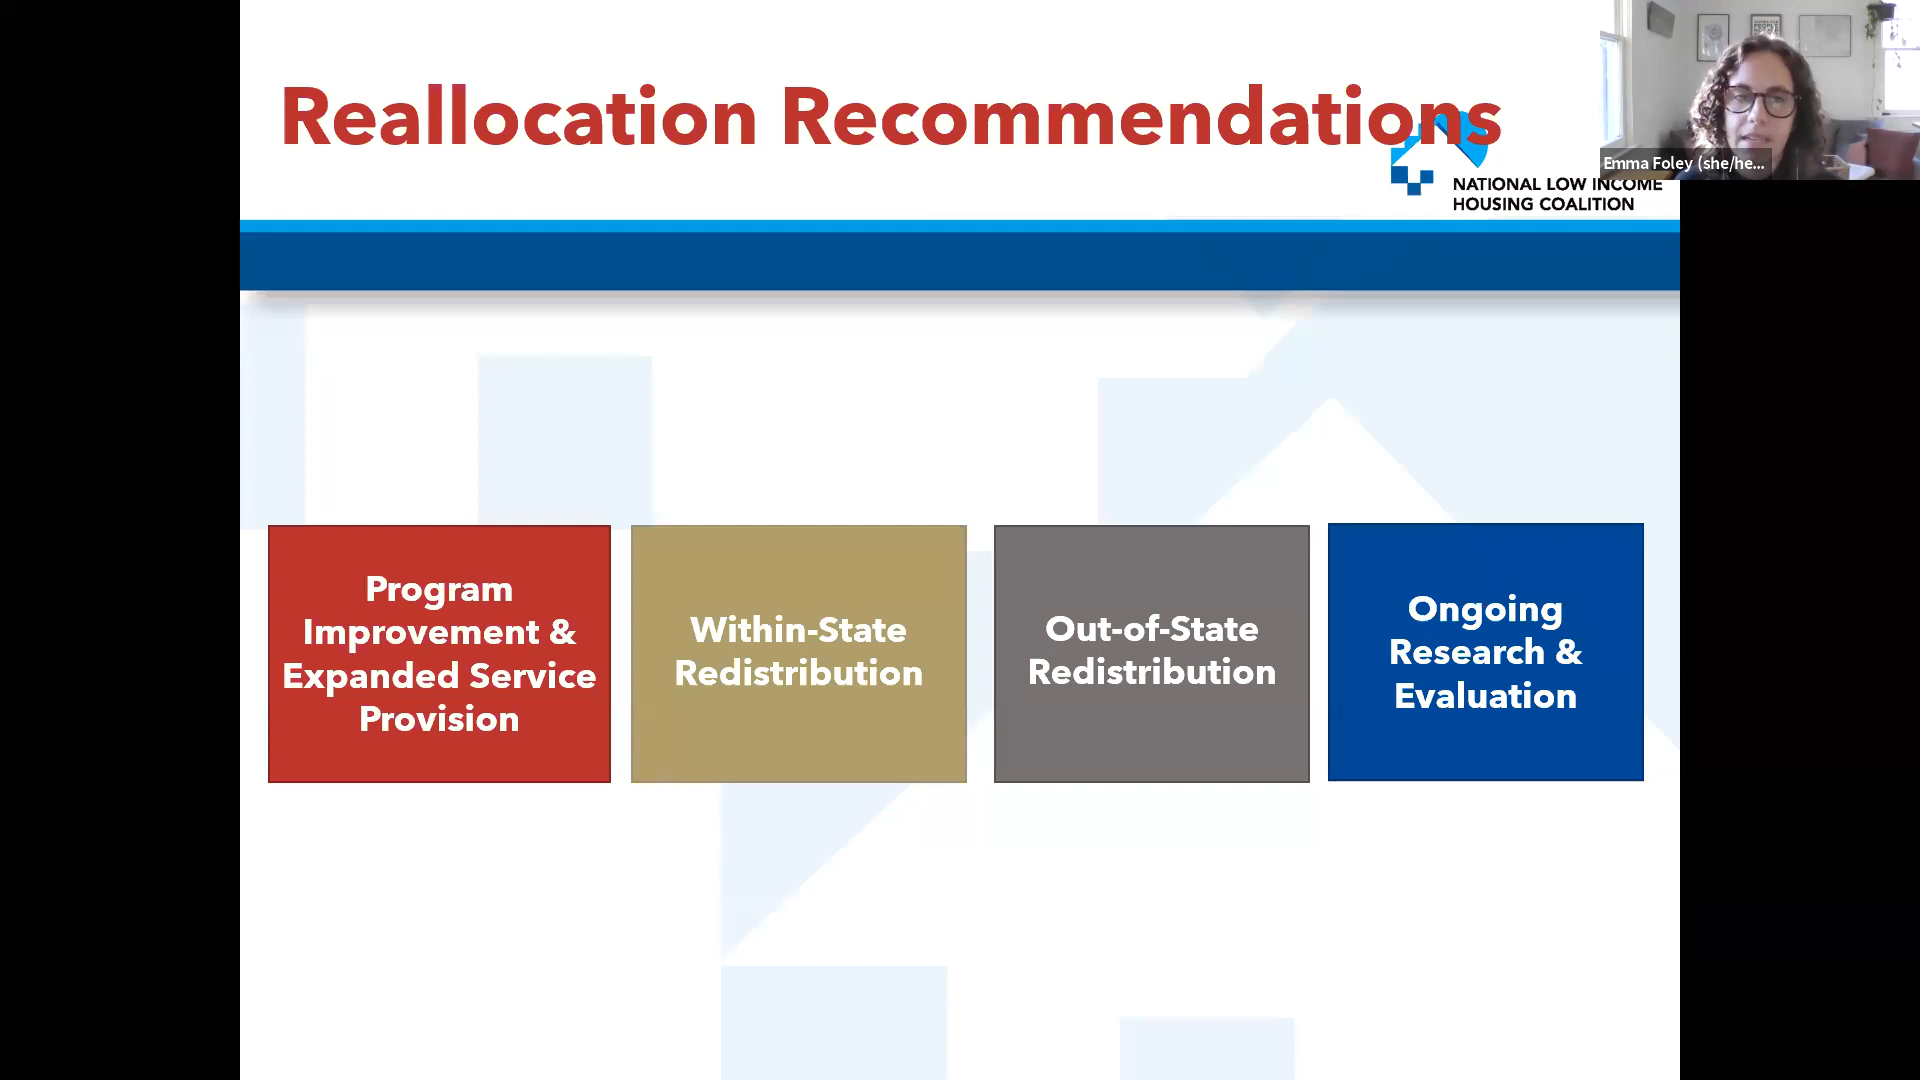 Reallocation Recommendations
NATIONAL LOW INCOME
HOUSING COALITION
Emma Foley (she/he...
Program
Improvement &
Expanded Service
Provision
Within-State
Redistribution
Out-of-State
Redistribution
Ongoing
Research &
Evaluation